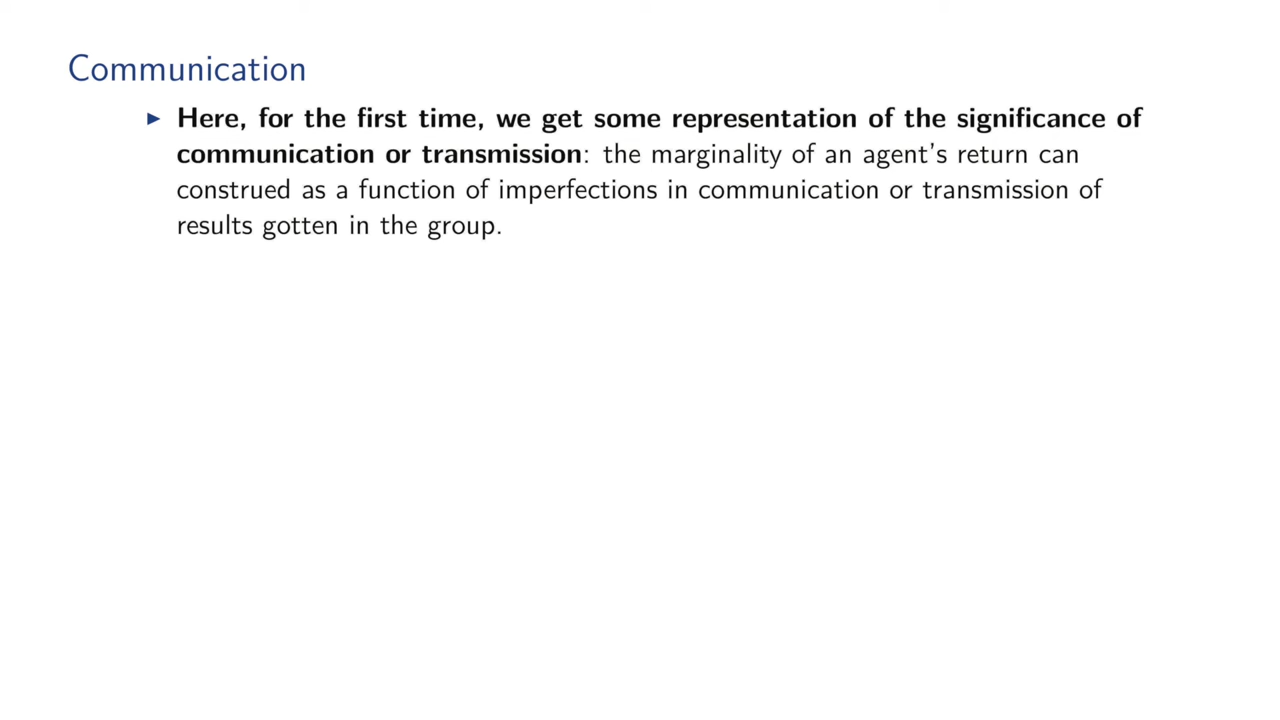 Communication
▶ Here, for the first time, we get some representation of the significance of
communication or transmission: the marginality of an agent's return can
construed as a function of imperfections in communication or transmission of
results gotten in the group.